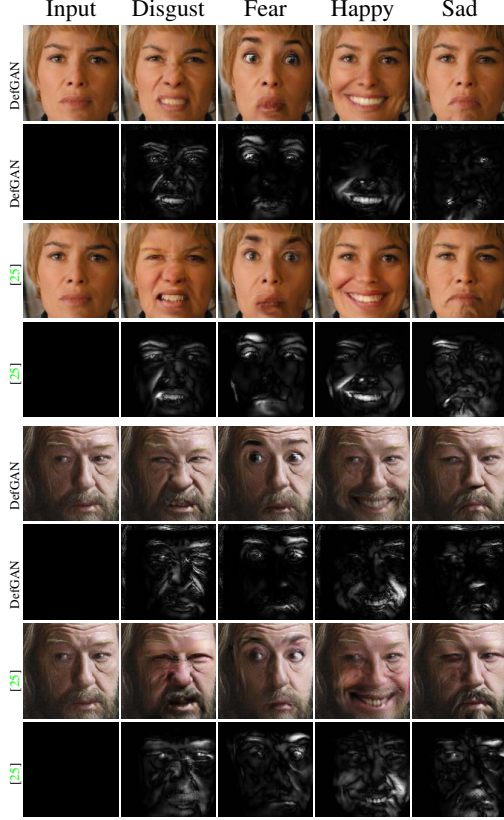 Input Disgust Fear Happy Sad
DefGAN
DefGAN
[25]
[25]
DefGAN
DefGAN
[25]
[25]